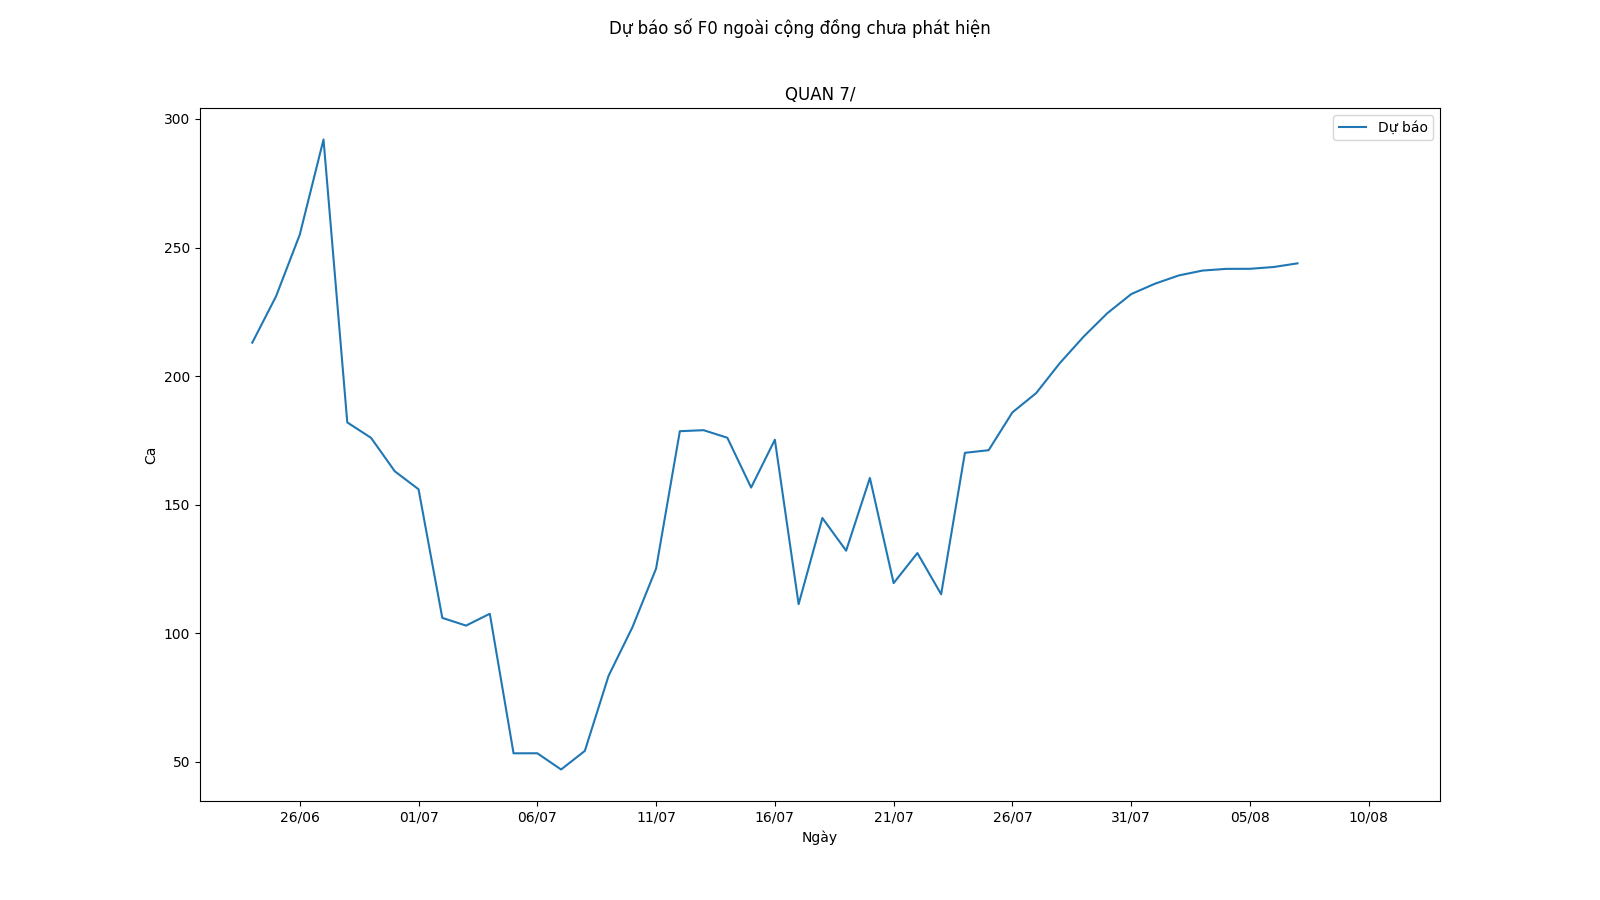 Dự báo số F0 ngoài cộng đồng chưa phát hiện
QUAN 7/
Dự báo
300
250
200
150
100
50
Ca
26/06 01/07 06/07 11/07 16/07 21/07 26/07 31/07 05/08 10/08
Ngày